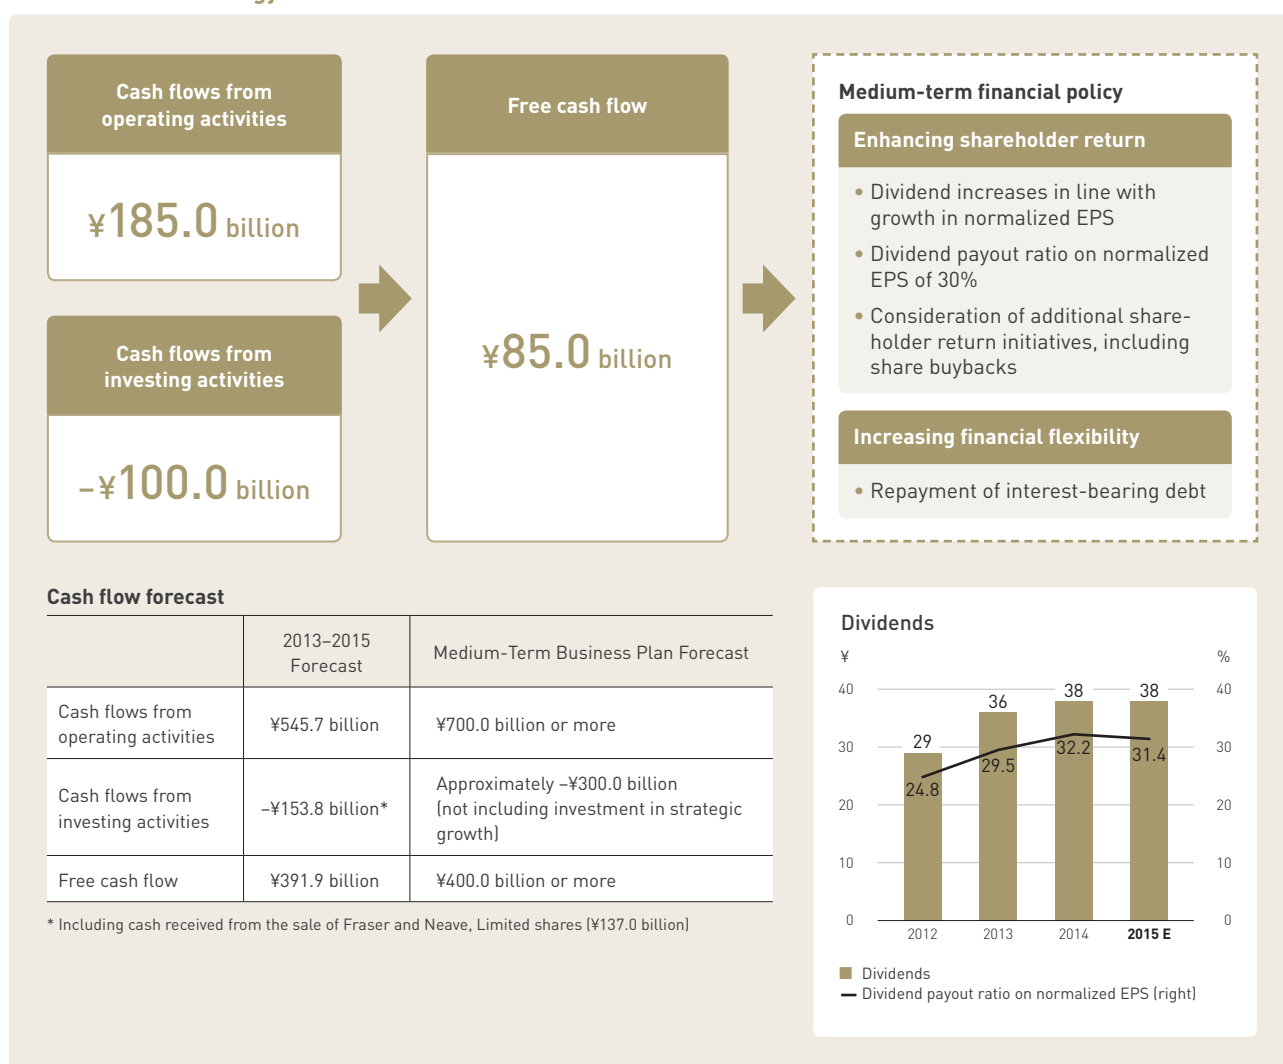 Cash flows from
operating activities
¥185.0 billion
Cash flows from
investing activities
–¥100.0 billion
Free cash flow
¥85.0 billion
Medium-term financial policy
Enhancing shareholder return
• Dividend increases in line with
growth in normalized EPS
• Dividend payout ratio on normalized
EPS of 30%
• Consideration of additional share-
holder return initiatives, including
share buybacks
Increasing financial flexibility
• Repayment of interest-bearing debt
Cash flow forecast
2013–2015
Forecast
Medium-Term Business Plan Forecast
Cash flows from
operating activities
¥545.7 billion
¥700.0 billion or more
Cash flows from
investing activities
–¥153.8 billion*
Approximately –¥300.0 billion
(not including investment in strategic
growth)
Free cash flow
¥391.9 billion
¥400.0 billion or more
* Including cash received from the sale of Fraser and Neave, Limited shares (¥137.0 billion)
Dividends
¥ %
40 38 38 40
36
30 29 32.2 31.4 30
29.5
24.8
20 20
10 10
0 0
2012 2013 2014 2015 E
Dividends
Dividend payout ratio on normalized EPS (right)